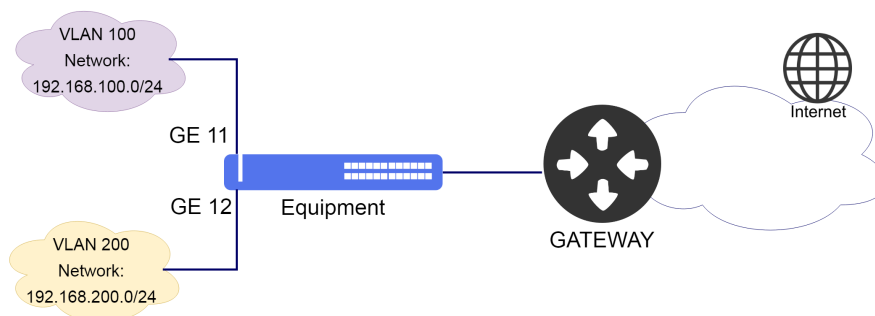 VLAN 100
Network:
192.168.100.0/24
GE 11
GE 12
Equipment
VLAN 200
Network:
192.168.200.0/24
GATEWAY
Internet